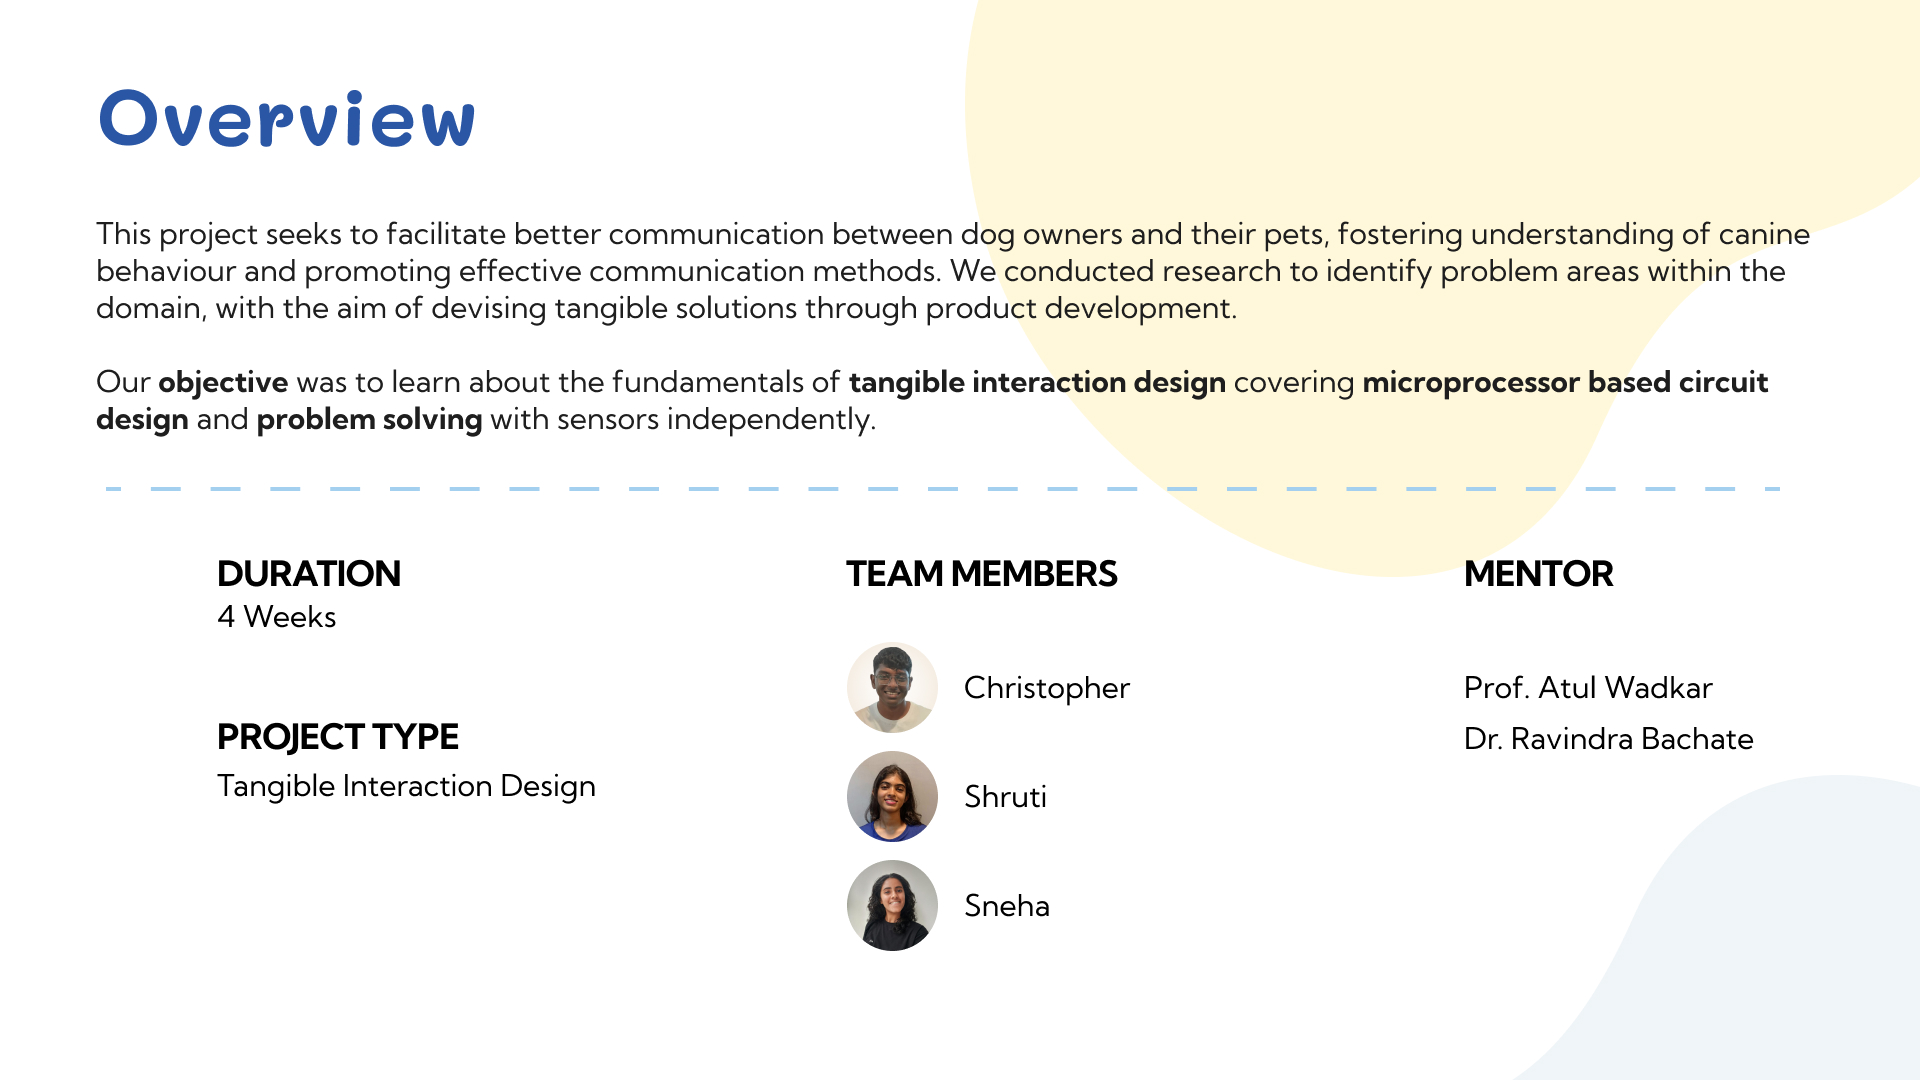 Overview
This project seeks to facilitate better communication between dog owners and their pets, fostering understanding of canine
behaviour and promoting effective communication methods. We conducted research to identify problem areas within the
domain, with the aim of devising tangible solutions through product development.
Our objective was to learn about the fundamentals of tangible interaction design covering microprocessor based circuit
design and problem solving with sensors independently.
DURATION
4 Weeks
PROJECT TYPE
Tangible Interaction Design
TEAM MEMBERS
Christopher
Shruti
Sneha
MENTOR
Prof. Atul Wadkar
Dr. Ravindra Bachate